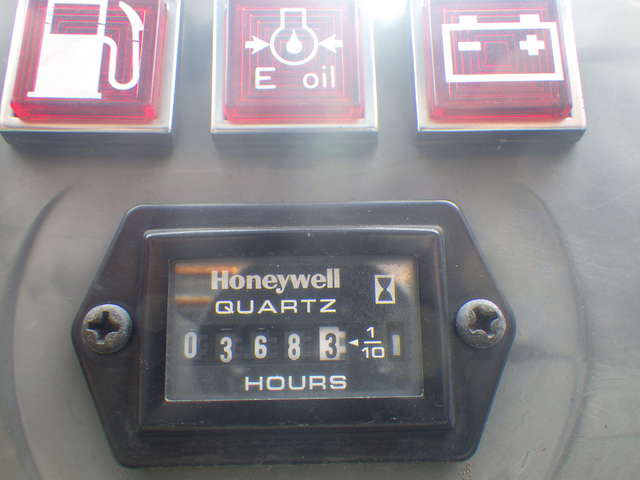 E oil
Honeywell
QUARTZ
0 3 6 8 3 1/10
HOURS